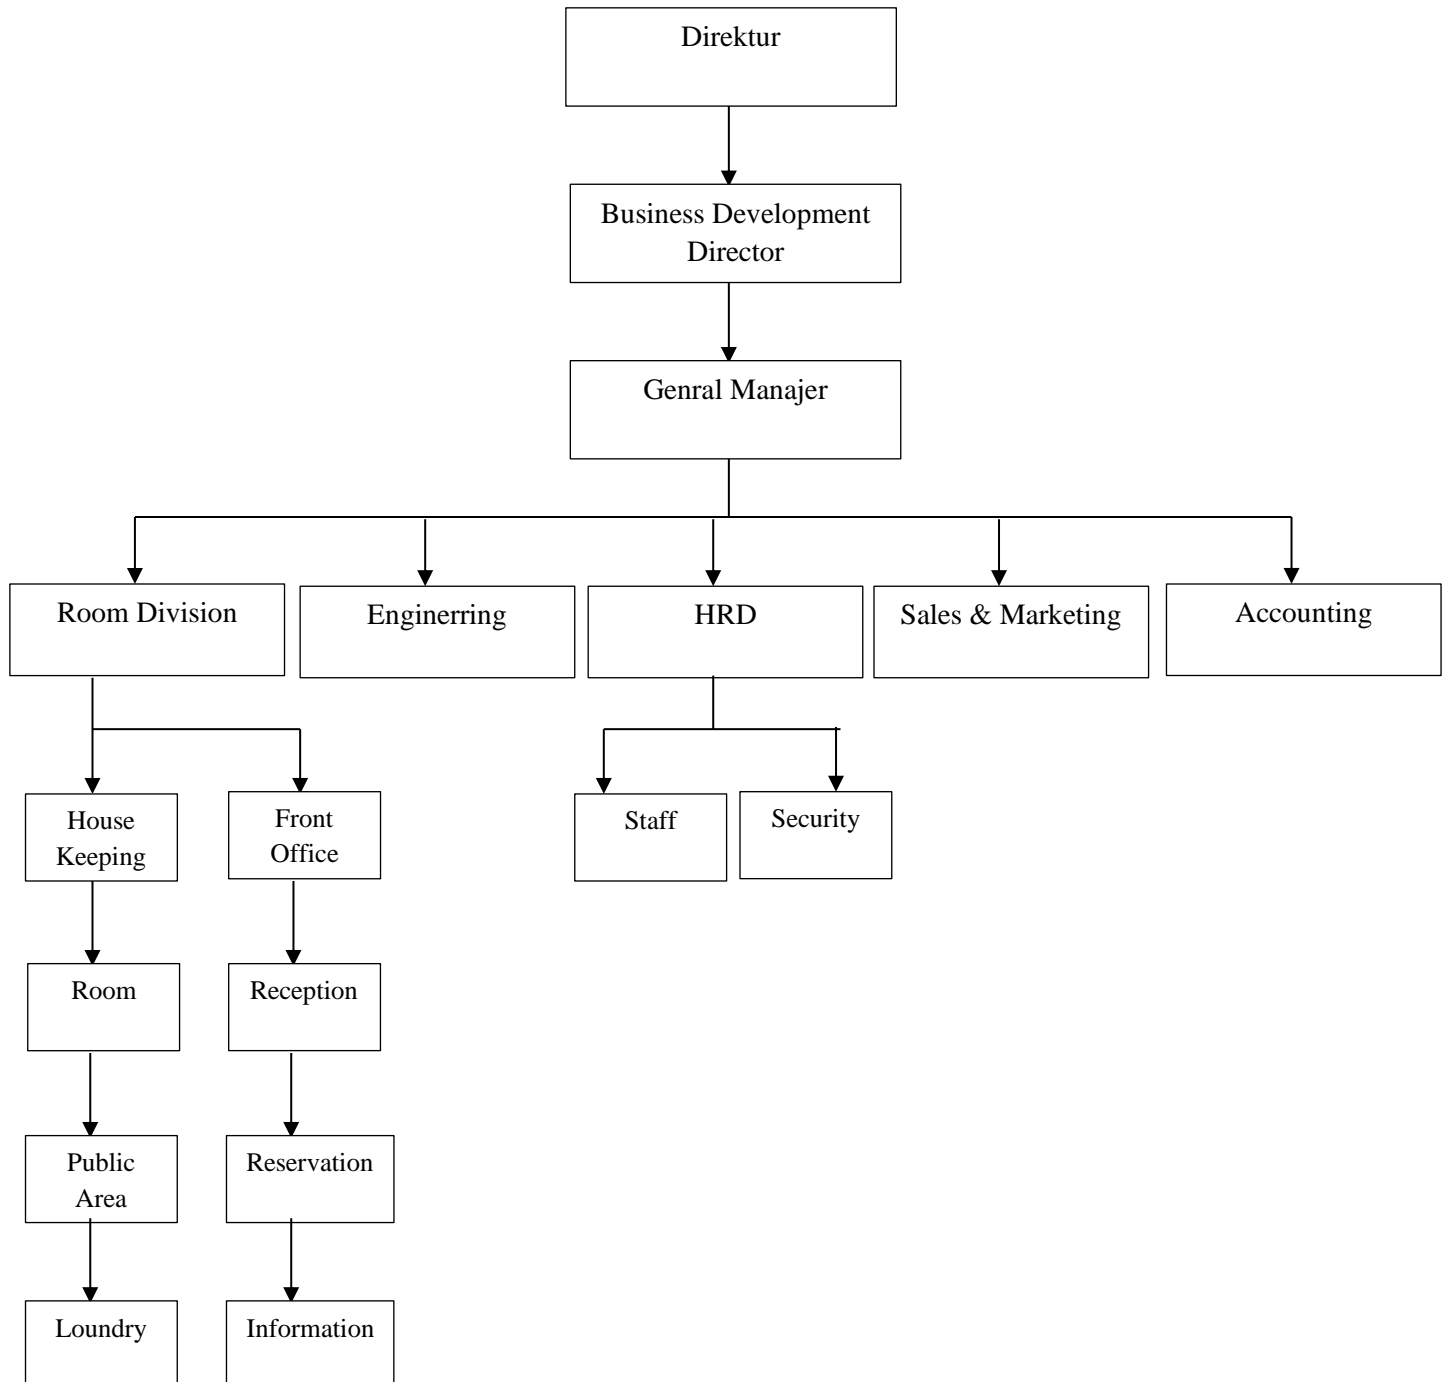 Direktur
Business Development
Director
Genral Manajer
Room Division
Enginerring
HRD
Sales & Marketing
Accounting
House
Keeping
Front
Office
Staff
Security
Room
Reception
Public
Area
Reservation
Loundry
Information